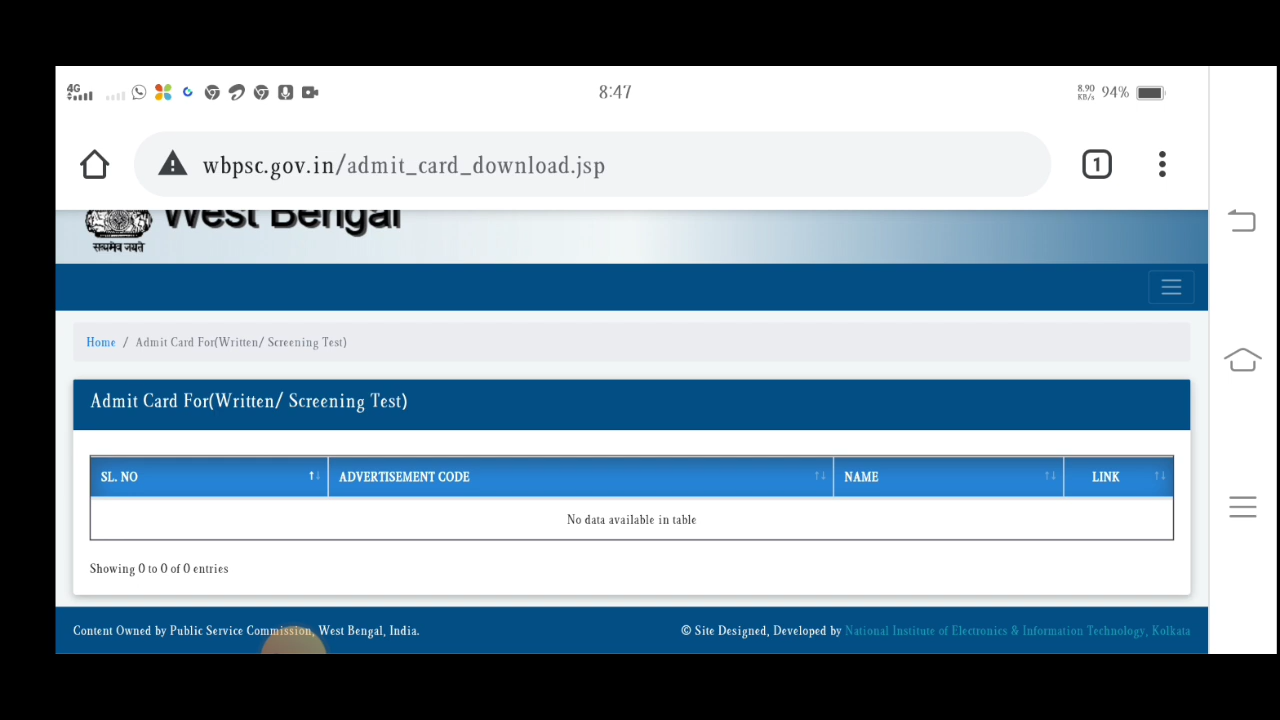 4G 8:47 8.90 KB/s 94%
wbpsc.gov.in/admit_card_download.jsp 1
West Bengal
सत्यमेव जयते
Home / Admit Card For(Written/ Screening Test)
Admit Card For(Written/ Screening Test)
SL. NO ADVERTISEMENT CODE NAME LINK
No data available in table
Showing 0 to 0 of 0 entries
Content Owned by Public Service Commission, West Bengal, India. © Site Designed, Developed by National Institute of Electronics & Information Technology, Kolkata